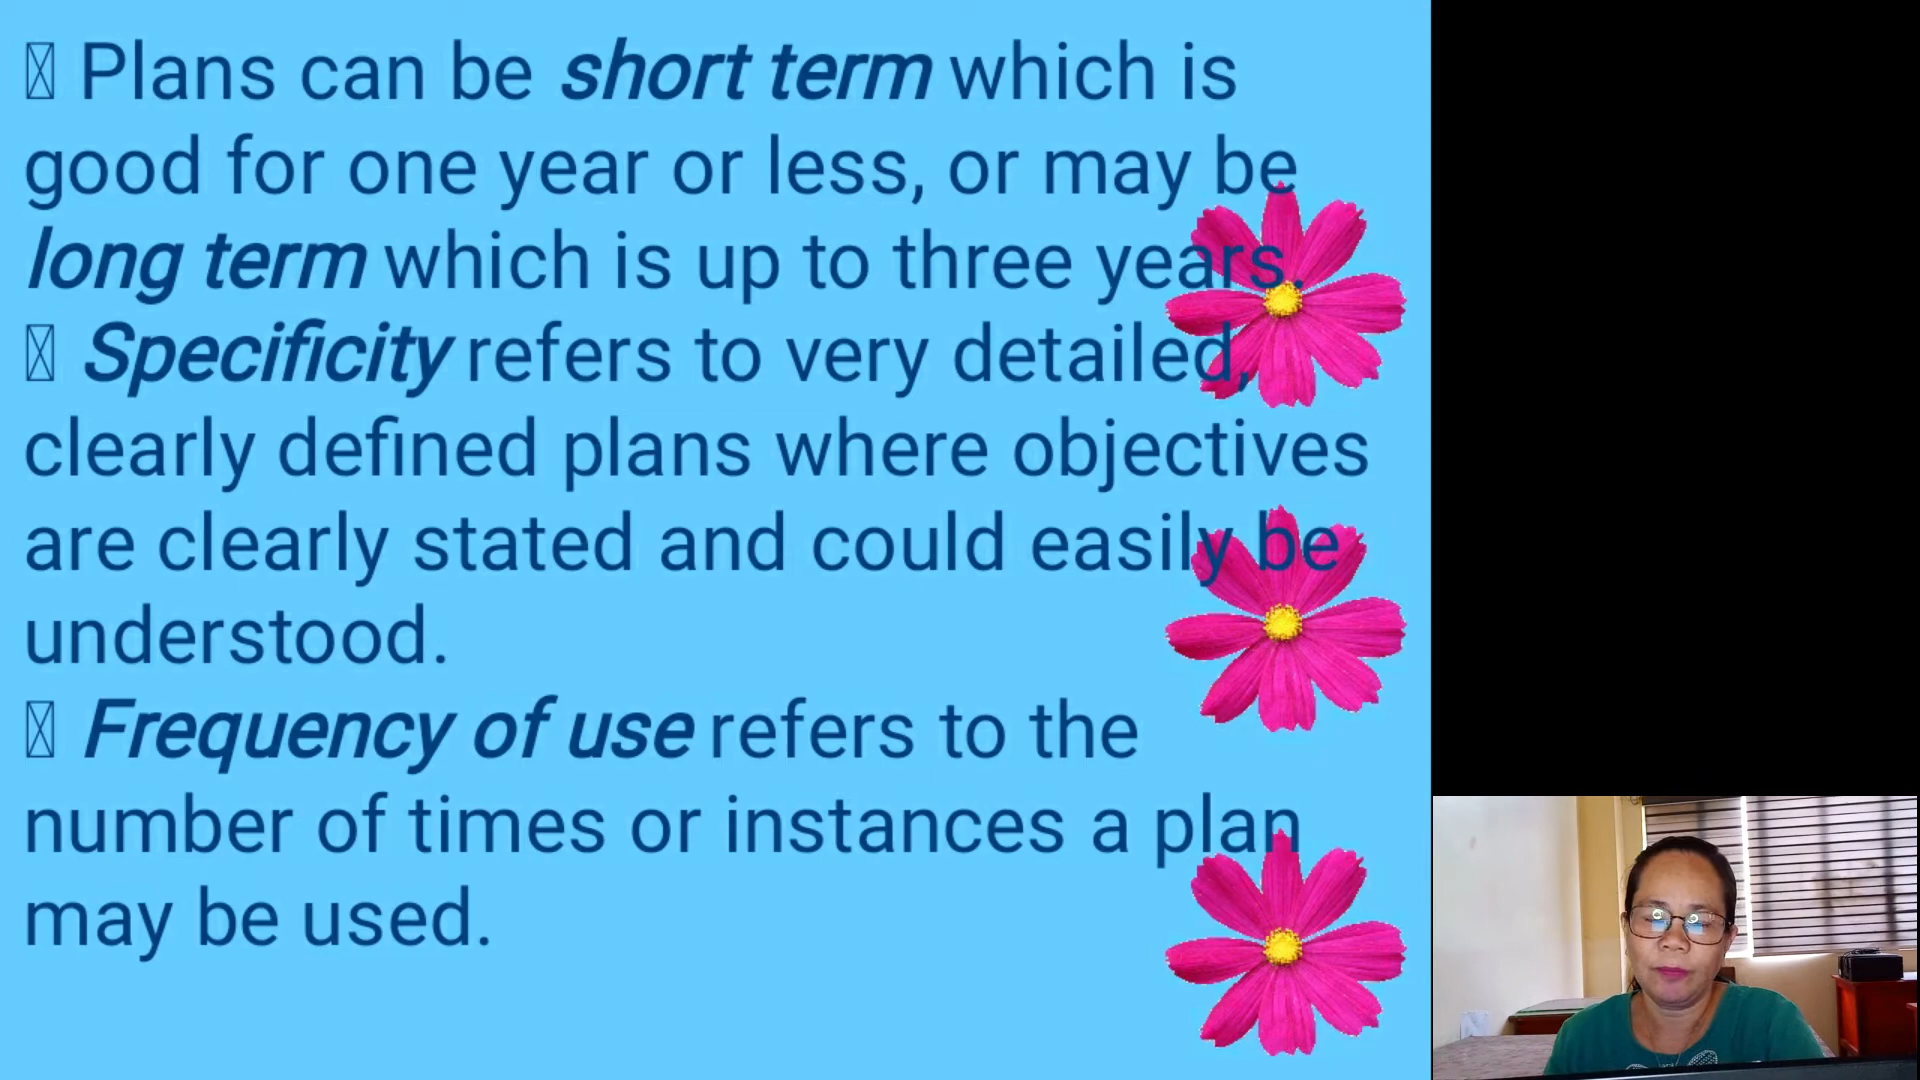 Plans can be short term which is
good for one year or less, or may be
long term which is up to three years.
Specificity refers to very detailed,
clearly defined plans where objectives
are clearly stated and could easily be
understood.
Frequency of use refers to the
number of times or instances a plan
may be used.